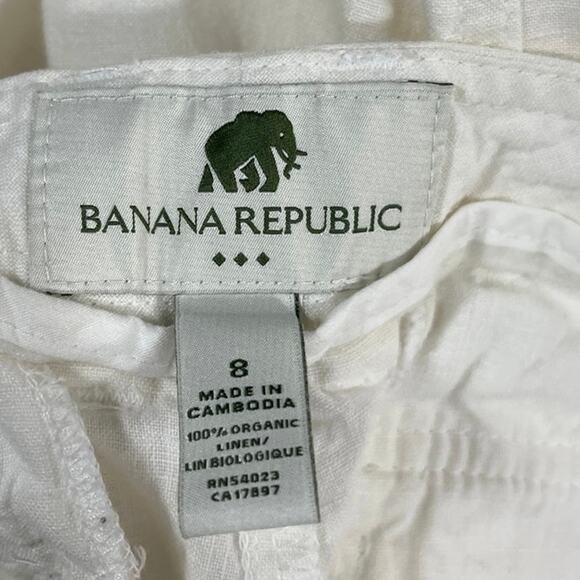 BANANA REPUBLIC
8
MADE IN
CAMBODIA
100% ORGANIC
LINEN/
LIN BIOLOGIQUE
RN54023
CA17897